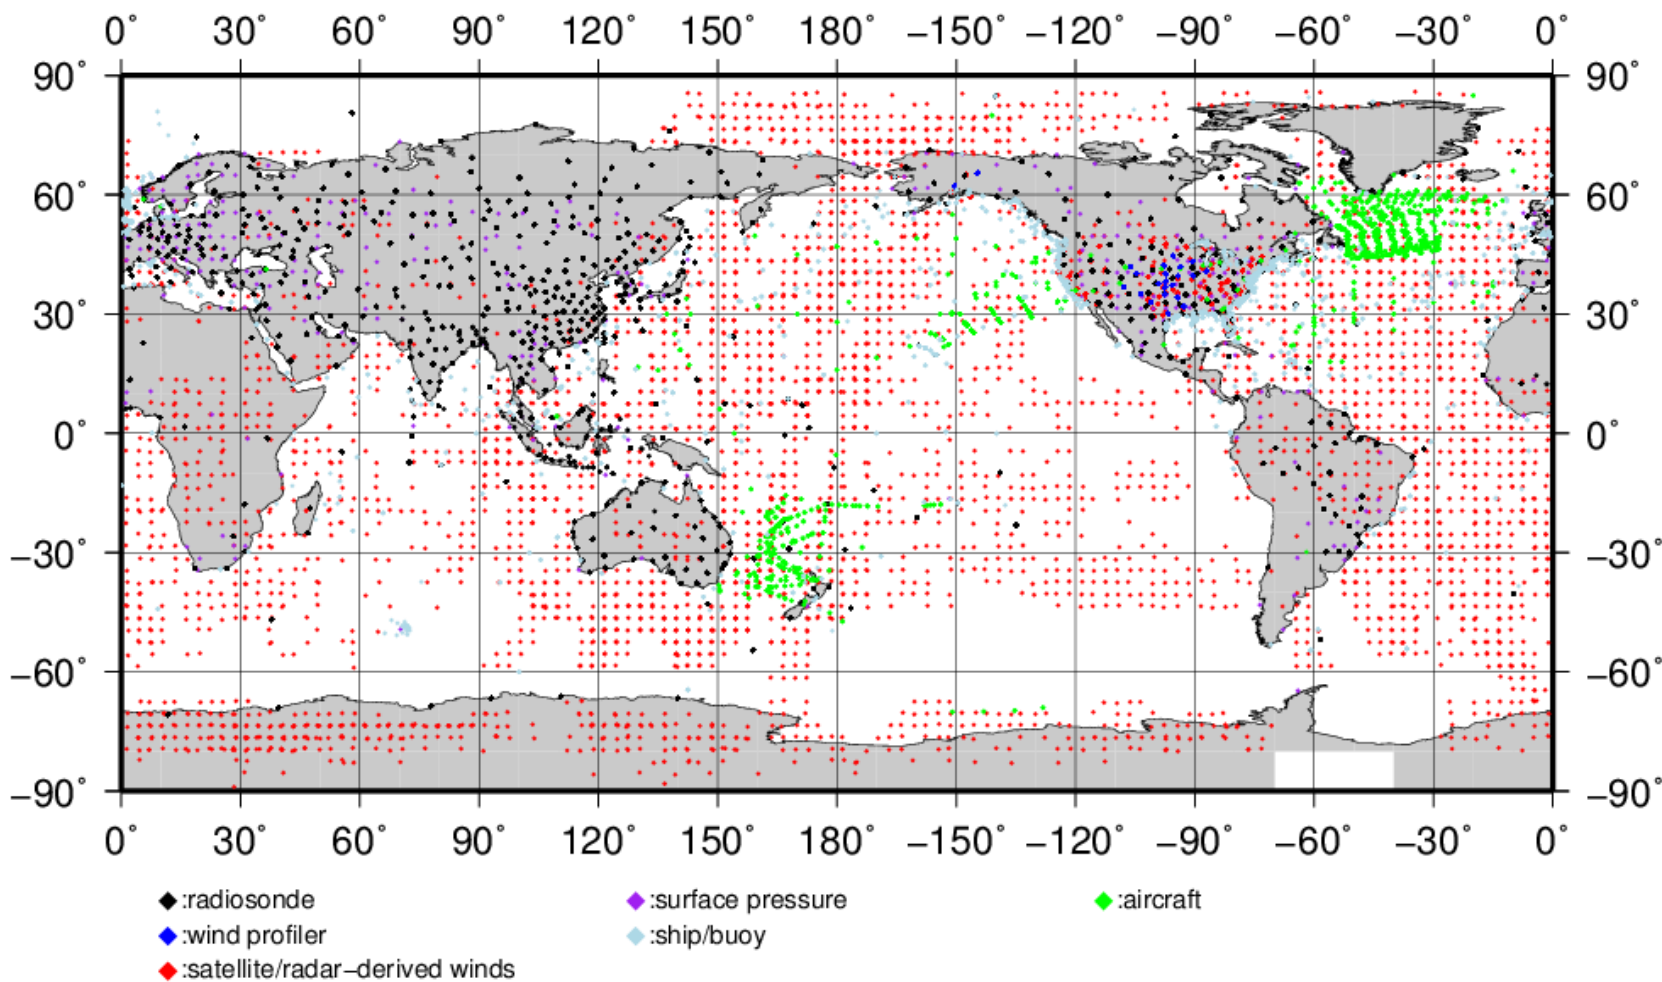 0° 30° 60° 90° 120° 150° 180° −150° −120° −90° −60° −30° 0°
90° 90°
60° 60°
30° 30°
0° 0°
−30° −30°
−60° −60°
−90° −90°
0° 30° 60° 90° 120° 150° 180° −150° −120° −90° −60° −30° 0°
:radiosonde :surface pressure :aircraft
:wind profiler :ship/buoy
:satellite/radar−derived winds